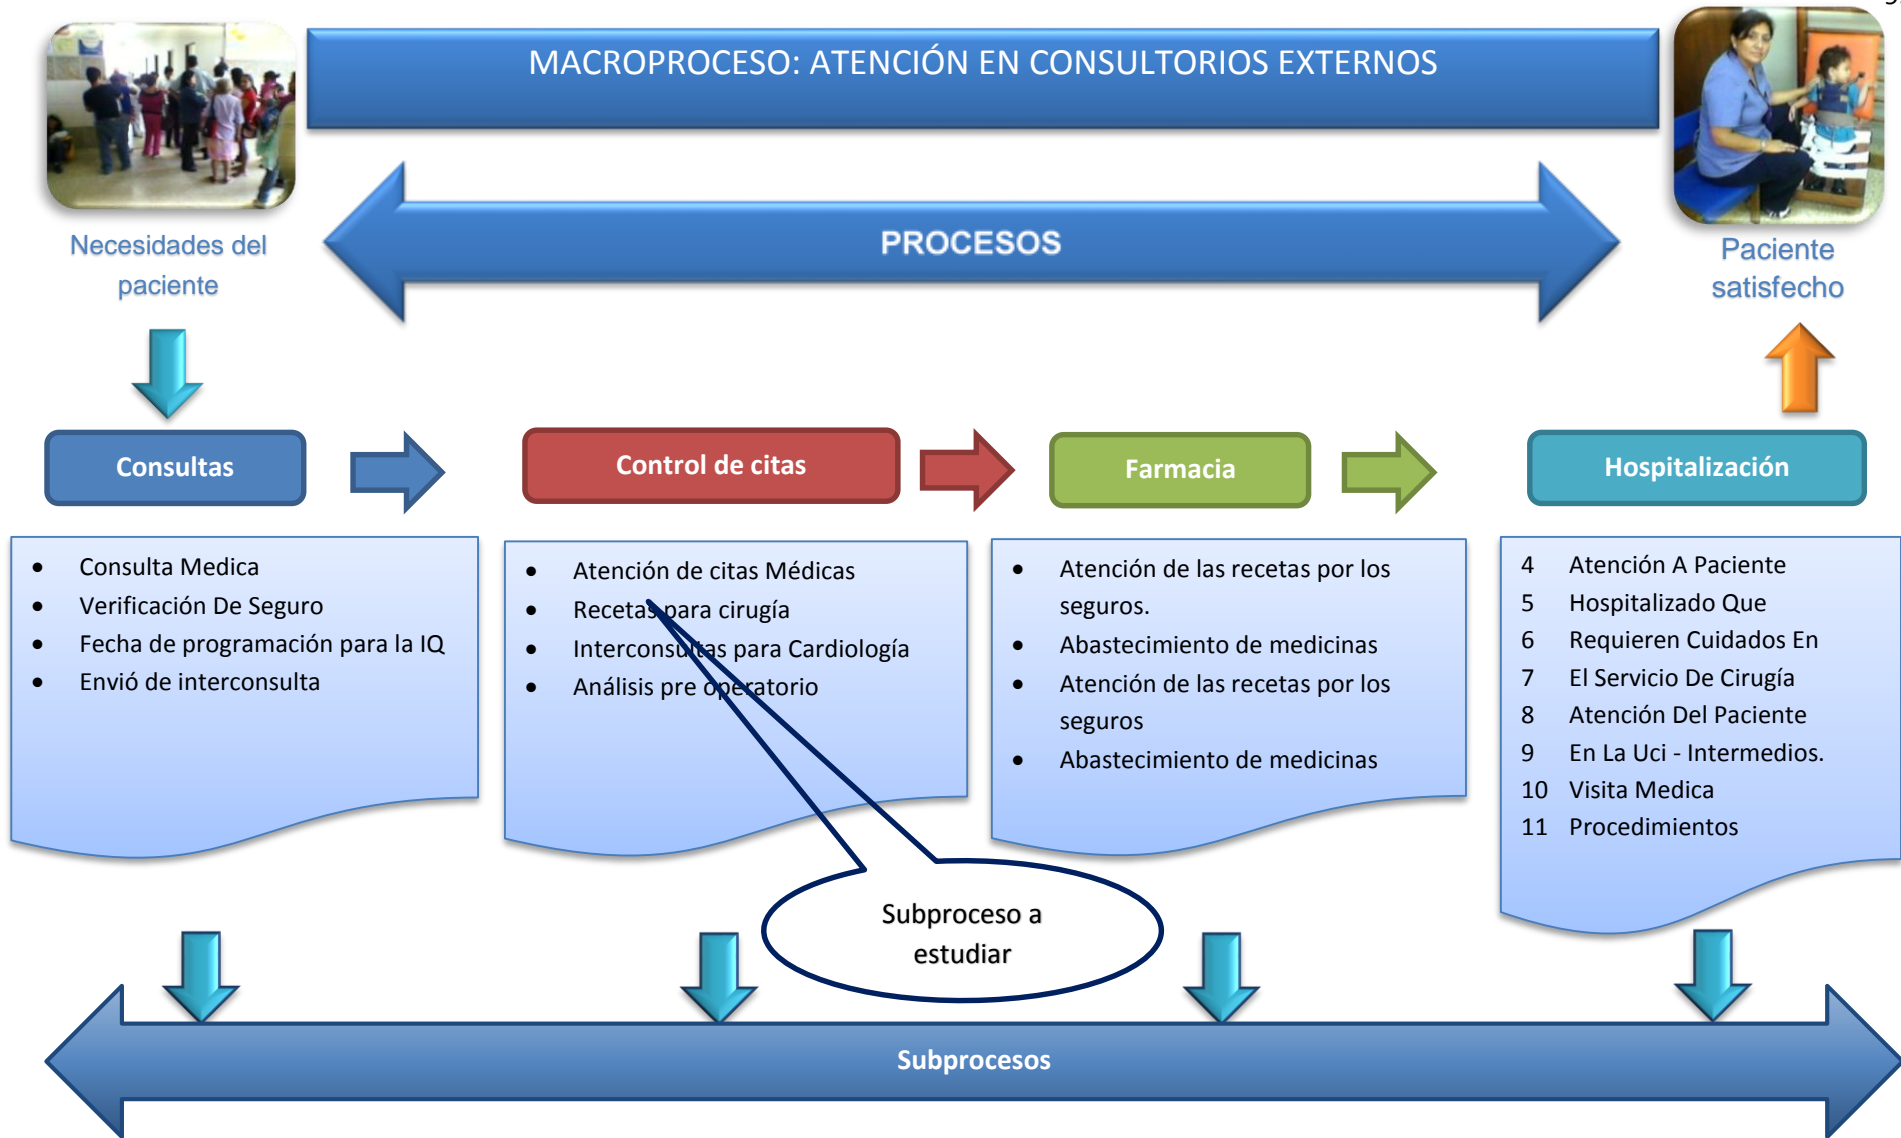 MACROPROCESO: ATENCIÓN EN CONSULTORIOS EXTERNOS
PROCESOS
Necesidades del
paciente
Paciente
satisfecho
Consultas
Control de citas
Farmacia
Hospitalización
• Consulta Medica
• Verificación De Seguro
• Fecha de programación para la IQ
• Envió de interconsulta
• Atención de citas Médicas
• Recetas para cirugía
• Interconsultas para Cardiología
• Análisis pre operatorio
• Atención de las recetas por los
seguros.
• Abastecimiento de medicinas
• Atención de las recetas por los
seguros
• Abastecimiento de medicinas
4 Atención A Paciente
5 Hospitalizado Que
6 Requieren Cuidados En
7 El Servicio De Cirugía
8 Atención Del Paciente
9 En La Uci - Intermedios.
10 Visita Medica
11 Procedimientos
Subproceso a
estudiar
Subprocesos